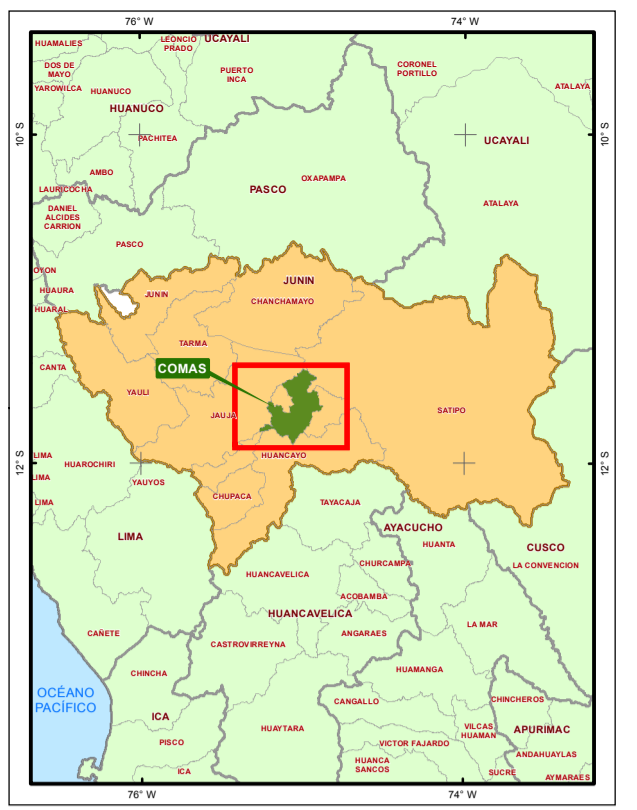 76° W
74° W
HUAMALIES
LEONCIO
PRADO
UCAYALI
DOS DE
MAYO
PUERTO
INCA
CORONEL
PORTILLO
YAROWILCA
HUANUCO
ATALAYA
HUANUCO
10° S
10° S
PACHITEA
UCAYALI
AMBO
LAURICOCHA
PASCO
OXAPAMPA
DANIEL
ALCIDES
CARRION
ATALAYA
PASCO
OYON
HUAURA
JUNIN
JUNIN
CHANCHAMAYO
HUARAL
TARMA
CANTA
COMAS
YAULI
JAUJA
SATIPO
LIMA
HUAROCHIRI
HUANCAYO
12° S
12° S
LIMA
YAUYOS
CHUPACA
LIMA
TAYACAJA
LIMA
AYACUCHO
HUANTA
CUSCO
LA CONVENCION
HUANCAVELICA
CHURCAMPA
ACOBAMBA
HUANCAVELICA
LA MAR
CAÑETE
CASTROVIRREYNA
ANGARAES
CHINCHA
HUAMANGA
OCÉANO
PACÍFICO
CANGALLO
CHINCHEROS
ICA
HUAYTARA
VILCAS
HUAMAN
APURIMAC
PISCO
VICTOR FAJARDO
ANDAHUAYLAS
ICA
HUANCA
SANCOS
SUCRE
AYMARAES
76° W
74° W